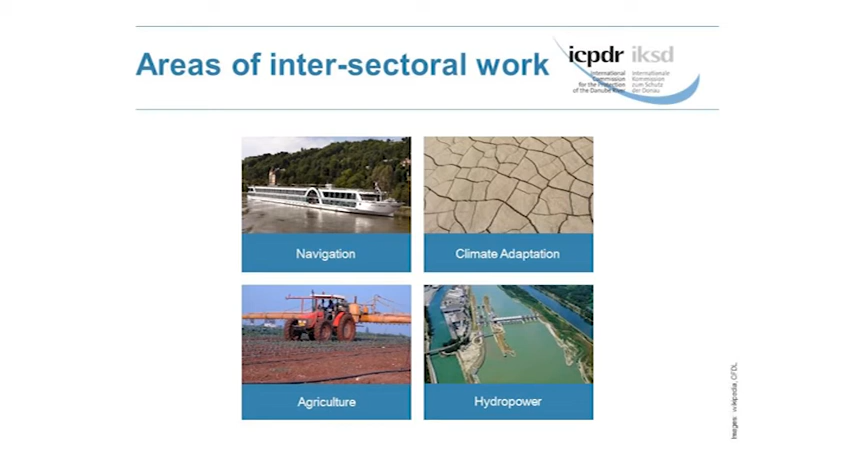 Areas of inter-sectoral work
icpdr iksd
International
Commission
for the Protection
of the Danube River
Internationale
Kommission
zum Schutz
der Donau
Navigation
Climate Adaptation
Agriculture
Hydropower
Images: wikipedia, CFDL